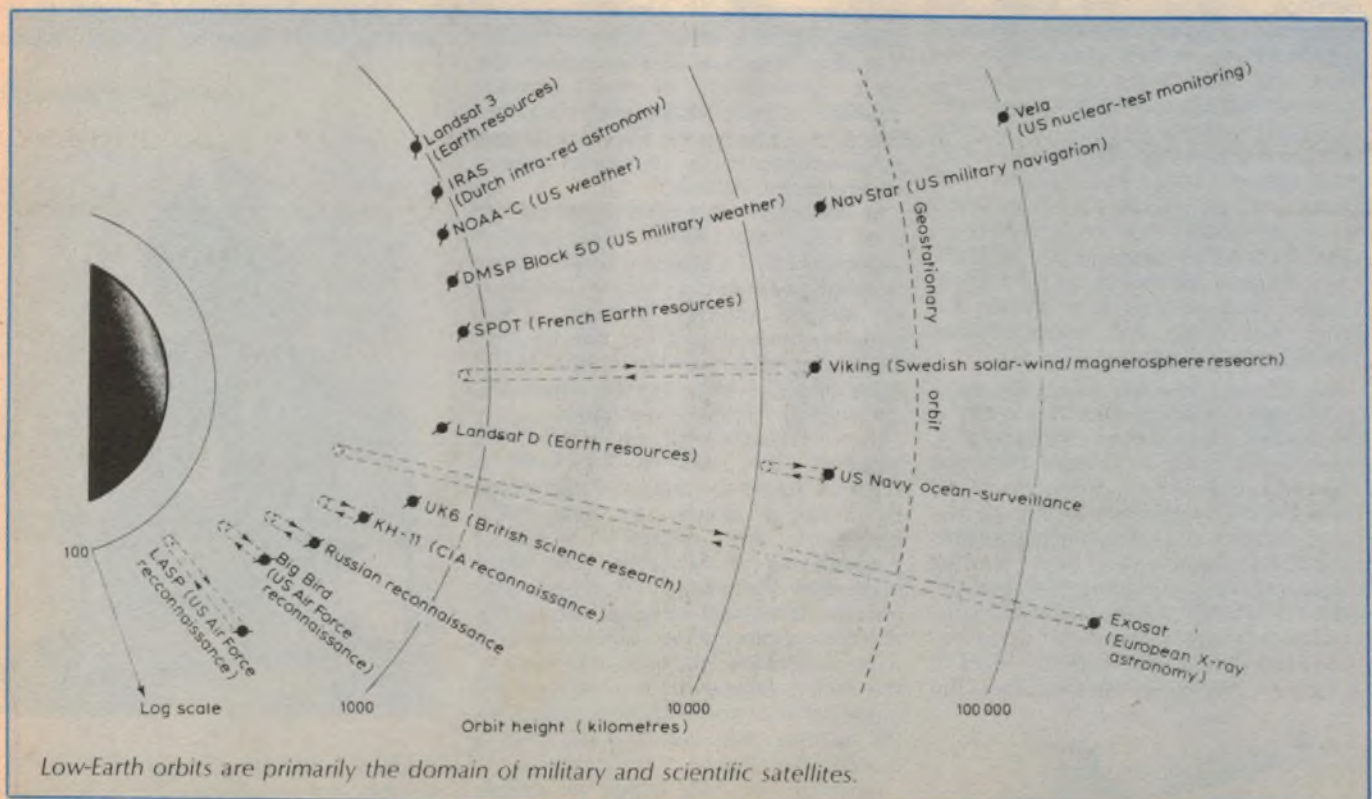 Landsat 3
(Earth resources)
IRAS
(Dutch infra-red astronomy)
NOAA-C (US weather)
DMSP Block 5D (US military weather)
SPOT (French Earth resources)
Vela
(US nuclear-test monitoring)
NavStar (US military navigation)
Geostationary
orbit
Viking (Swedish solar-wind/magnetosphere research)
Landsat D (Earth resources)
US Navy ocean-surveillance
UK6 (British science research)
KH-11 (CIA reconnaissance)
Russian reconnaissance
Big Bird
(US Air Force
reconnaissance)
LASP (US Air Force
recconnaissance)
Exosat
(European X-ray
astronomy)
100
Log scale
1000
10 000
100 000
Orbit height (kilometres)
Low-Earth orbits are primarily the domain of military and scientific satellites.